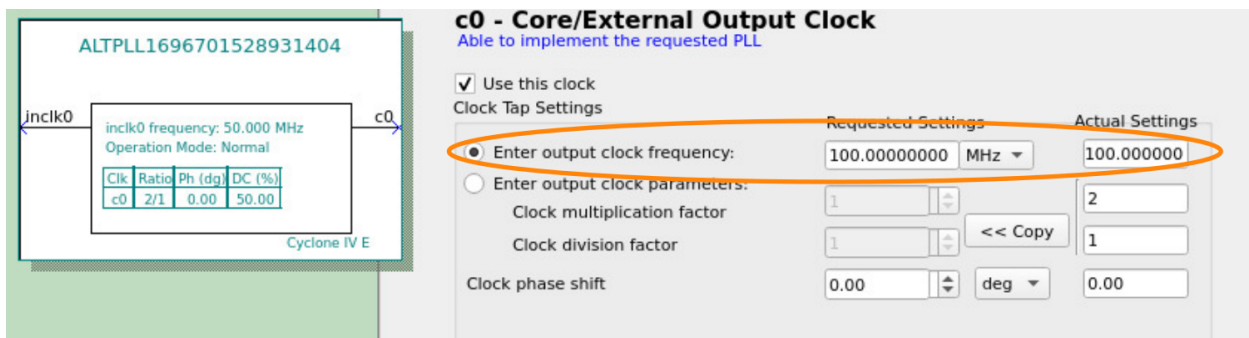 ALTPLL1696701528931404
inclk0
c0
inclk0 frequency: 50.000 MHz
Operation Mode: Normal
Clk Ratio Ph (dg) DC (%)
c0 2/1 0.00 50.00
Cyclone IV E
c0 - Core/External Output Clock
Able to implement the requested PLL
Use this clock
Clock Tap Settings
Requested Settings Actual Settings
Enter output clock frequency: 100.00000000 MHz 100.000000
Enter output clock parameters:
Clock multiplication factor 1 2
<< Copy
Clock division factor 1 1
Clock phase shift 0.00 deg 0.00